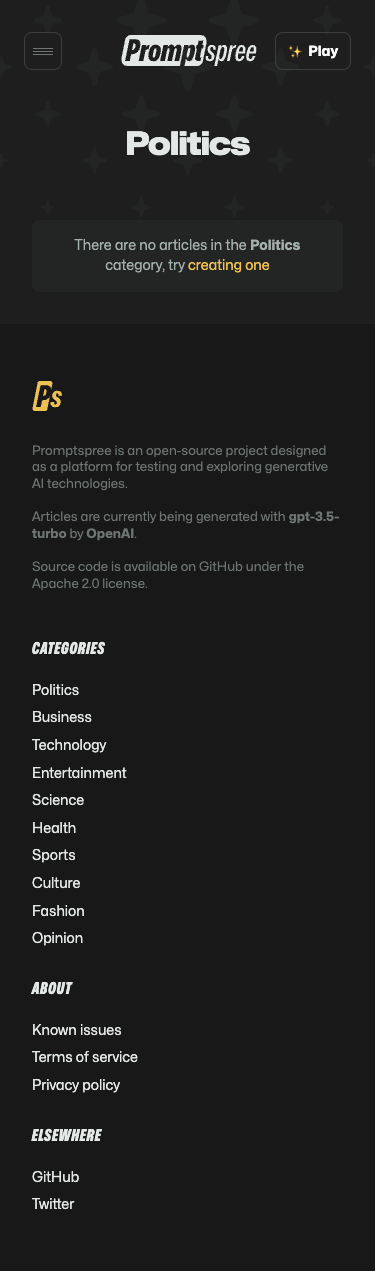 Promptspree
✨ Play
Politics
There are no articles in the Politics
category, try creating one
Ps
Promptspree is an open-source project designed
as a platform for testing and exploring generative
AI technologies.
Articles are currently being generated with gpt-3.5-
turbo by OpenAI.
Source code is available on GitHub under the
Apache 2.0 license.
CATEGORIES
Politics
Business
Technology
Entertainment
Science
Health
Sports
Culture
Fashion
Opinion
ABOUT
Known issues
Terms of service
Privacy policy
ELSEWHERE
GitHub
Twitter